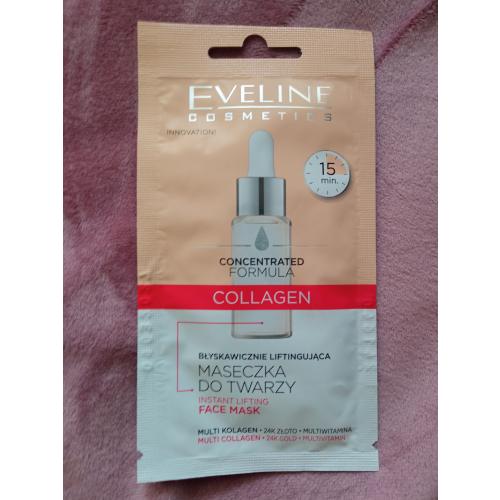 EVELINE
COSMETICS
INNOVATION!
15
min.
CONCENTRATED
FORMULA
COLLAGEN
BŁYSKAWICZNIE LIFTINGUJĄCA
MASECZKA
DO TWARZY
INSTANT LIFTING
FACE MASK
MULTI KOLAGEN • 24K ZŁOTO • MULTIWITAMINA
MULTI COLLAGEN • 24K GOLD • MULTIVITAMIN